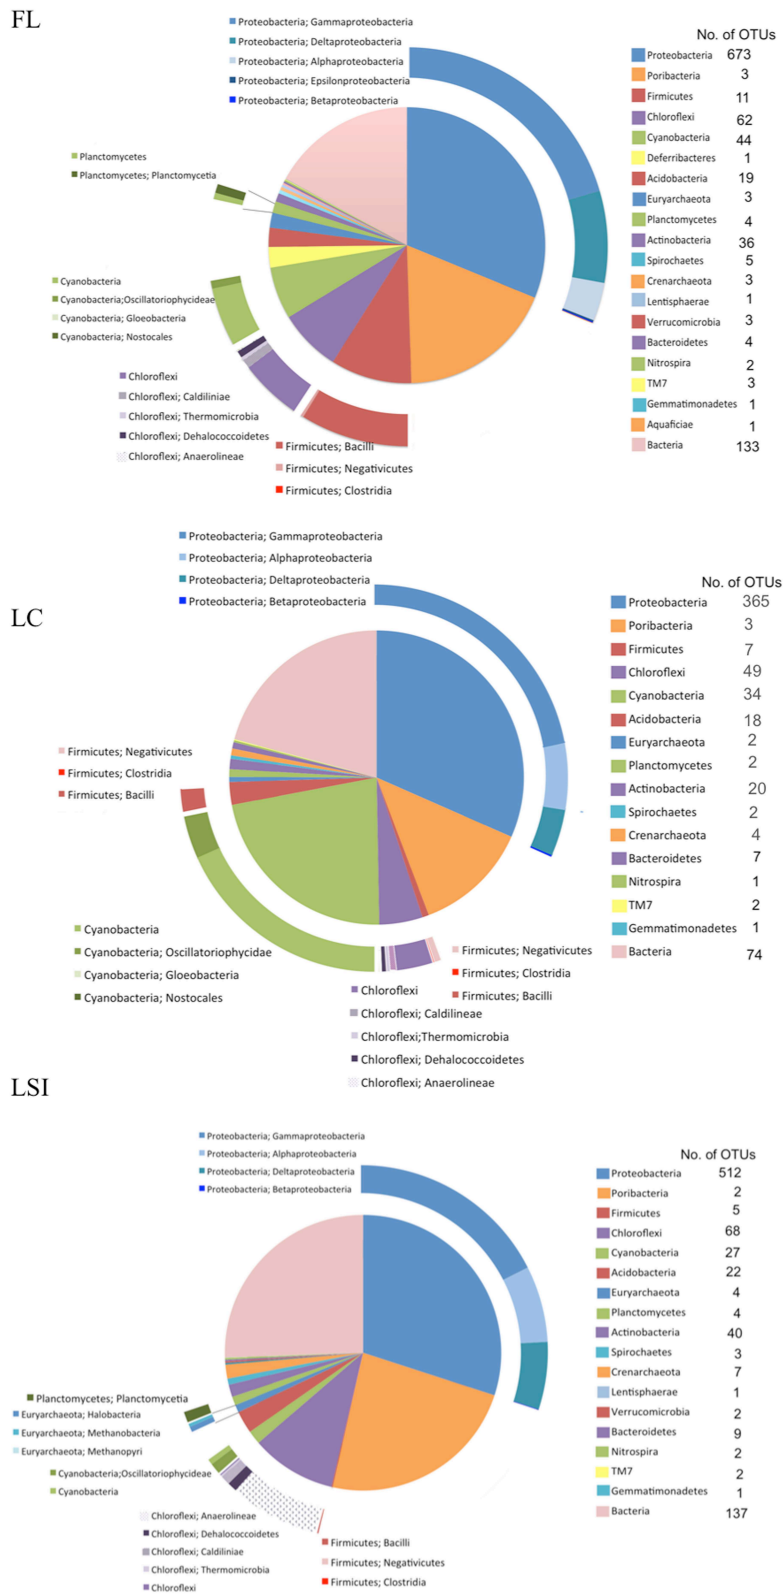 FL
No. of OTUs
Proteobacteria; Gammaproteobacteria
Proteobacteria; Deltaproteobacteria
Proteobacteria; Alphaproteobacteria
Proteobacteria; Epsilonproteobacteria
Proteobacteria; Betaproteobacteria
Planctomycetes
Planctomycetes; Planctomycetia
Cyanobacteria
Cyanobacteria;Oscillatoriophycideae
Cyanobacteria; Gloeobacteria
Cyanobacteria; Nostocales
Chloroflexi
Chloroflexi; Caldiliniae
Chloroflexi; Thermomicrobia
Chloroflexi; Dehalococcoidetes
Chloroflexi; Anaerolineae
Firmicutes; Bacilli
Firmicutes; Negativicutes
Firmicutes; Clostridia
Proteobacteria 673
Poribacteria 3
Firmicutes 11
Chloroflexi 62
Cyanobacteria 44
Deferribacteres 1
Acidobacteria 19
Euryarchaeota 3
Planctomycetes 4
Actinobacteria 36
Spirochaetes 5
Crenarchaeota 3
Lentisphaerae 1
Verrucomicrobia 3
Bacteroidetes 4
Nitrospira 2
TM7 3
Gemmatimonadetes 1
Aquaficiae 1
Bacteria 133
LC
No. of OTUs
Proteobacteria; Gammaproteobacteria
Proteobacteria; Alphaproteobacteria
Proteobacteria; Deltaproteobacteria
Proteobacteria; Betaproteobacteria
Firmicutes; Negativicutes
Firmicutes; Clostridia
Firmicutes; Bacilli
Cyanobacteria
Cyanobacteria; Oscillatoriophycidae
Cyanobacteria; Gloeobacteria
Cyanobacteria; Nostocales
Firmicutes; Negativicutes
Firmicutes; Clostridia
Firmicutes; Bacilli
Chloroflexi
Chloroflexi; Caldilineae
Chloroflexi;Thermomicrobia
Chloroflexi; Dehalococcoidetes
Chloroflexi; Anaerolineae
Proteobacteria 365
Poribacteria 3
Firmicutes 7
Chloroflexi 49
Cyanobacteria 34
Acidobacteria 18
Euryarchaeota 2
Planctomycetes 2
Actinobacteria 20
Spirochaetes 2
Crenarchaeota 4
Bacteroidetes 7
Nitrospira 1
TM7 2
Gemmatimonadetes 1
Bacteria 74
LSI
No. of OTUs
Proteobacteria; Gammaproteobacteria
Proteobacteria; Alphaproteobacteria
Proteobacteria; Deltaproteobacteria
Proteobacteria; Betaproteobacteria
Planctomycetes; Planctomycetia
Euryarchaeota; Halobacteria
Euryarchaeota; Methanobacteria
Euryarchaeota; Methanopyri
Cyanobacteria;Oscillatoriophycideae
Cyanobacteria
Chloroflexi; Anaerolineae
Chloroflexi; Dehalococcoidetes
Chloroflexi; Caldiliniae
Chloroflexi; Thermomicrobia
Chloroflexi
Firmicutes; Bacilli
Firmicutes; Negativicutes
Firmicutes; Clostridia
Proteobacteria 512
Poribacteria 2
Firmicutes 5
Chloroflexi 68
Cyanobacteria 27
Acidobacteria 22
Euryarchaeota 4
Planctomycetes 4
Actinobacteria 40
Spirochaetes 3
Crenarchaeota 7
Lentisphaerae 1
Verrucomicrobia 2
Bacteroidetes 9
Nitrospira 2
TM7 2
Gemmatimonadetes 1
Bacteria 137